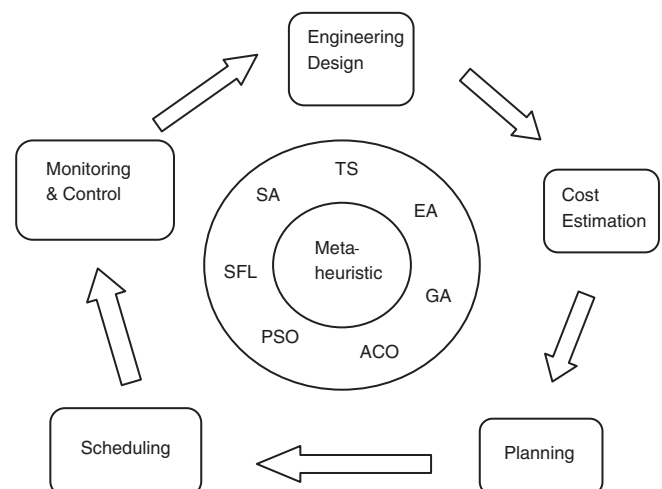 Engineering
Design
Monitoring
& Control
Cost
Estimation
TS
SA
EA
Meta-
heuristic
SFL
GA
PSO
ACO
Scheduling
Planning